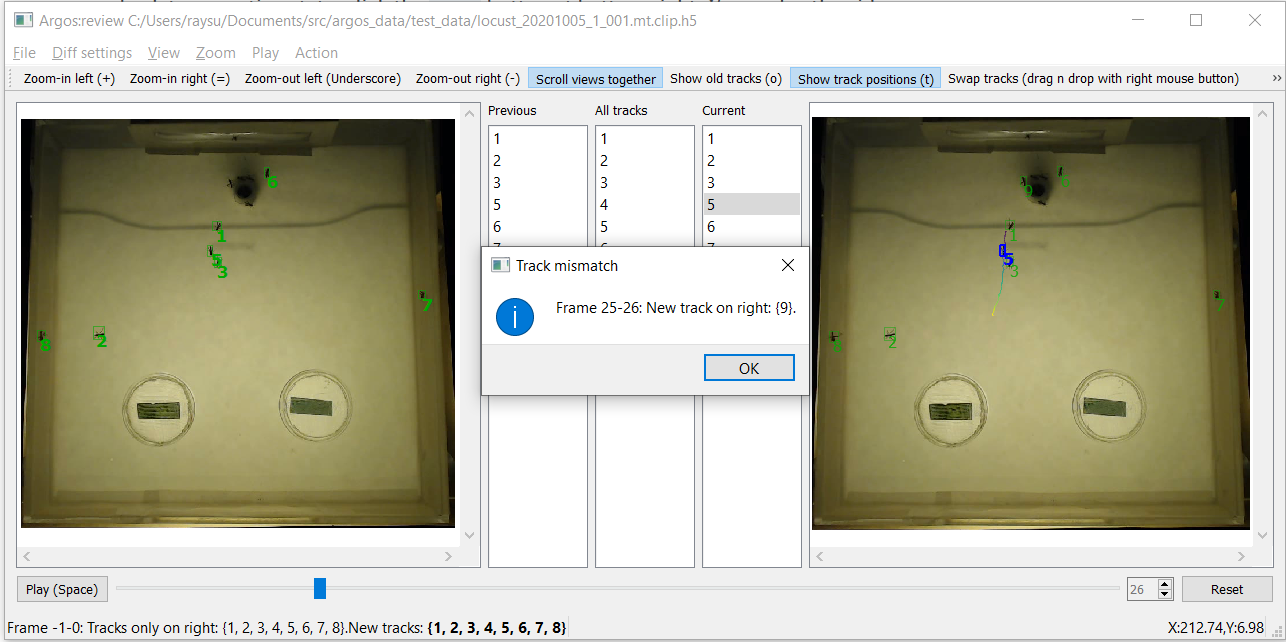 Argos:review C:/Users/raysu/Documents/src/argos_data/test_data/locust_20201005_1_001.mt.clip.h5
File Diff settings View Zoom Play Action
Zoom-in left (+) Zoom-in right (=) Zoom-out left (Underscore) Zoom-out right (-) Scroll views together Show old tracks (o) Show track positions (t) Swap tracks (drag n drop with right mouse button) »
Previous All tracks Current
1 1 1
2 2 2
3 3 3
5 4 5
6 5 6
6
1
5
3
7
8
2
Track mismatch
Frame 25-26: New track on right: {9}.
OK
9
6
1
5
3
7
8
2
Play (Space) 26 Reset
Frame -1-0: Tracks only on right: {1, 2, 3, 4, 5, 6, 7, 8}.New tracks: {1, 2, 3, 4, 5, 6, 7, 8} X:212.74,Y:6.98